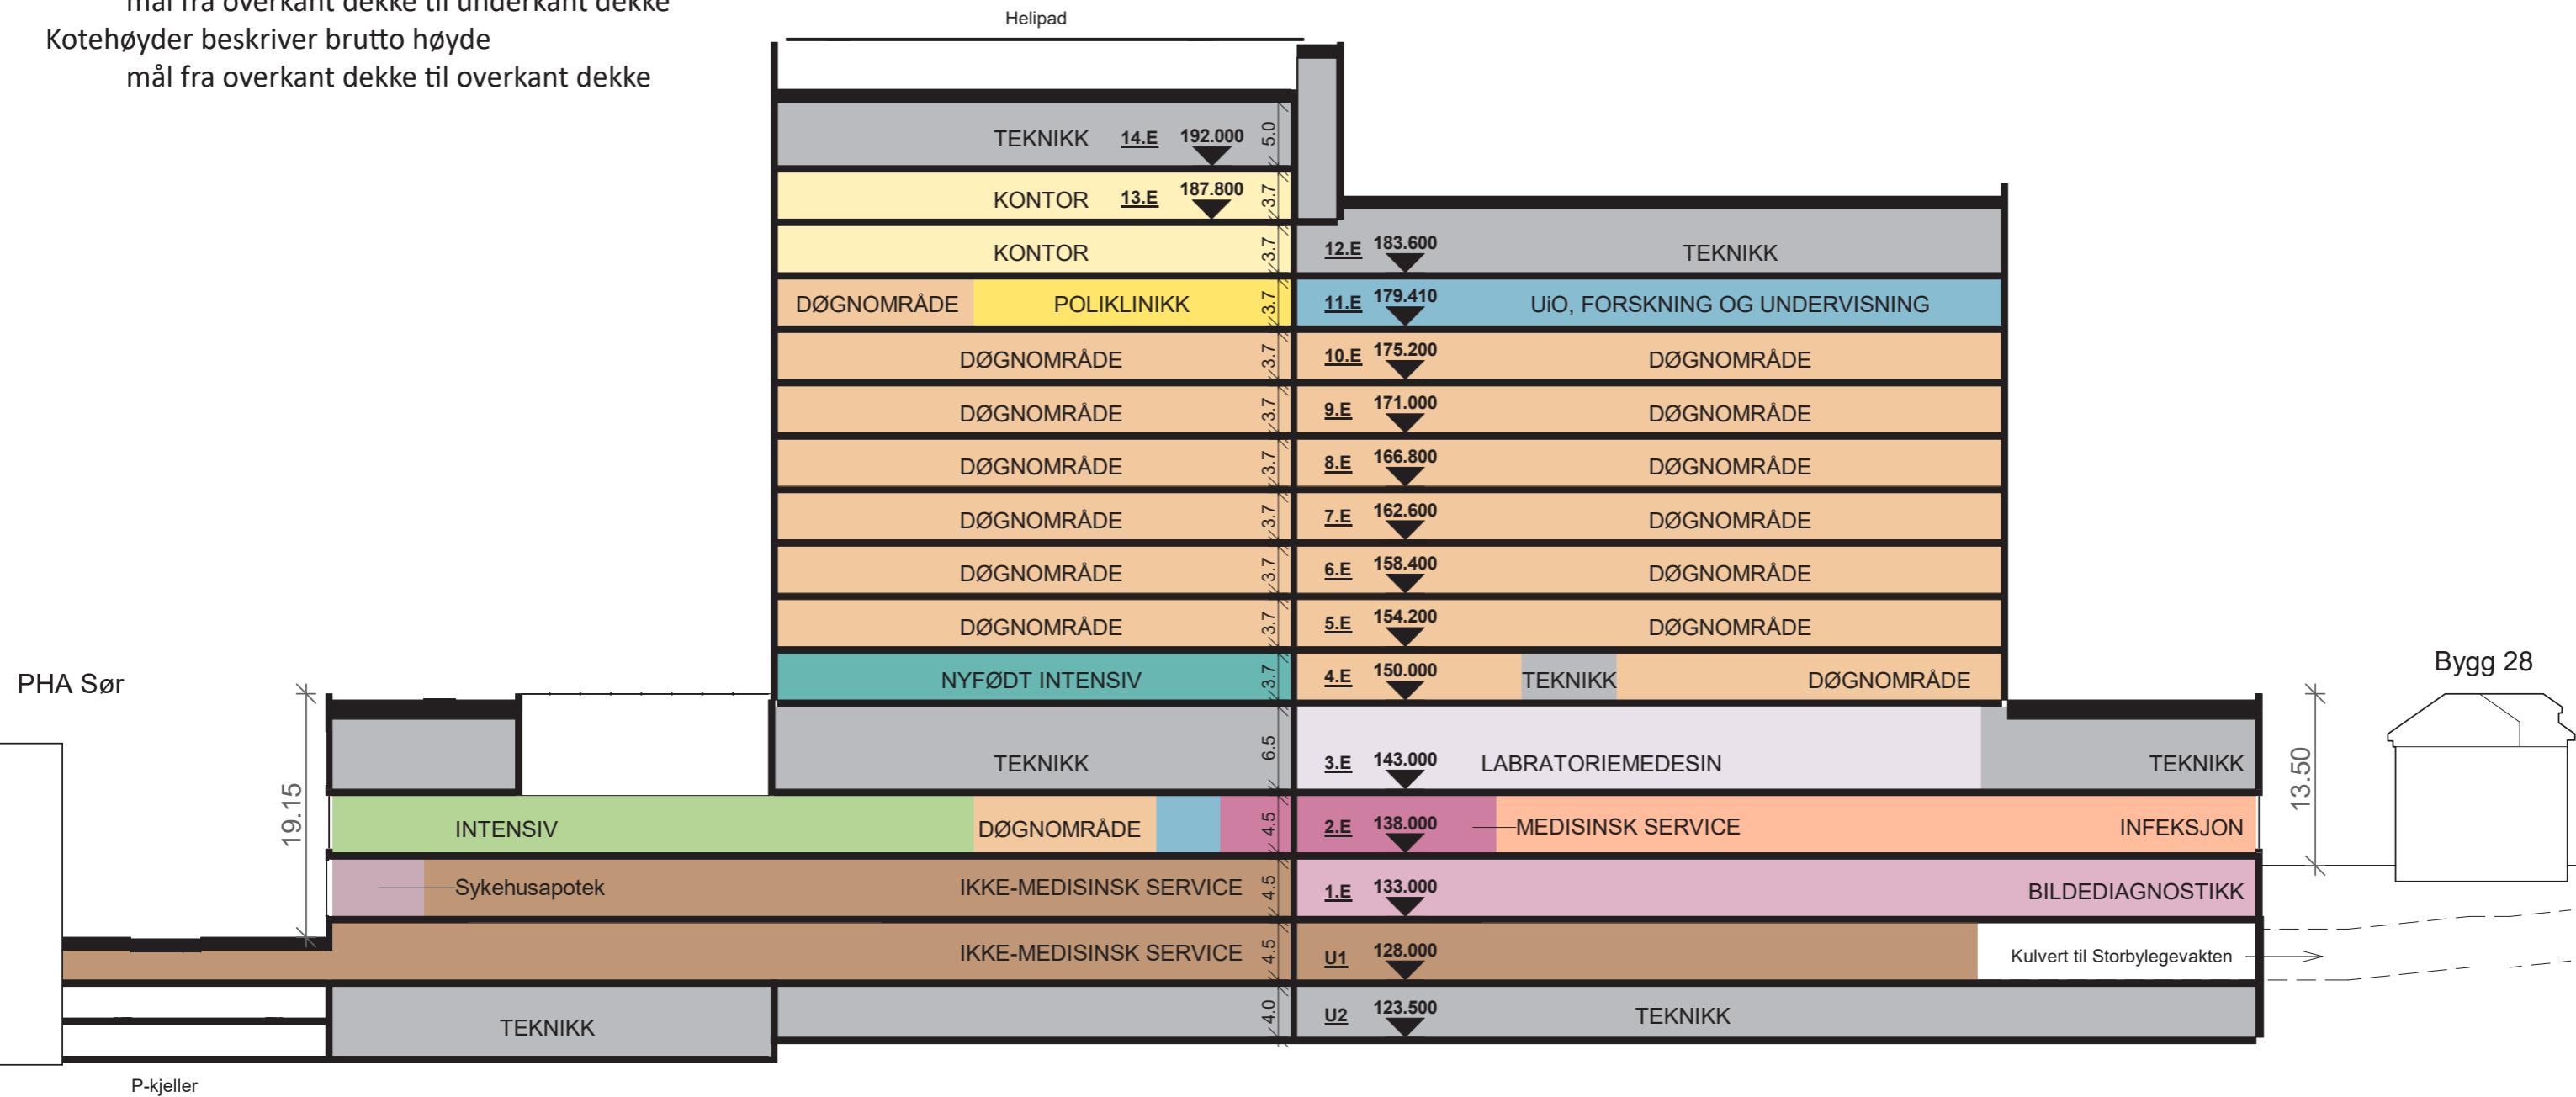 mål fra overkant dekke til underkant dekke
Kotehøyder beskriver brutto høyde
mål fra overkant dekke til overkant dekke
Helipad
TEKNIKK 14.E 192.000 5.0
KONTOR 13.E 187.800 3.7
KONTOR 3.7 12.E 183.600 TEKNIKK
DØGNOMRÅDE POLIKLINIKK 3.7 11.E 179.410 UiO, FORSKNING OG UNDERVISNING
DØGNOMRÅDE 3.7 10.E 175.200 DØGNOMRÅDE
DØGNOMRÅDE 3.7 9.E 171.000 DØGNOMRÅDE
DØGNOMRÅDE 3.7 8.E 166.800 DØGNOMRÅDE
DØGNOMRÅDE 3.7 7.E 162.600 DØGNOMRÅDE
DØGNOMRÅDE 3.7 6.E 158.400 DØGNOMRÅDE
DØGNOMRÅDE 3.7 5.E 154.200 DØGNOMRÅDE
PHA Sør NYFØDT INTENSIV 3.7 4.E 150.000 TEKNIKK DØGNOMRÅDE Bygg 28
19.15 TEKNIKK 6.5 3.E 143.000 LABRATORIEMEDESIN TEKNIKK 13.50
INTENSIV DØGNOMRÅDE 4.5 2.E 138.000 MEDISINSK SERVICE INFEKSJON
Sykehusapotek IKKE-MEDISINSK SERVICE 4.5 1.E 133.000 BILDEDIAGNOSTIKK
IKKE-MEDISINSK SERVICE 4.5 U1 128.000 Kulvert til Storbylegevakten
TEKNIKK 4.0 U2 123.500 TEKNIKK
P-kjeller